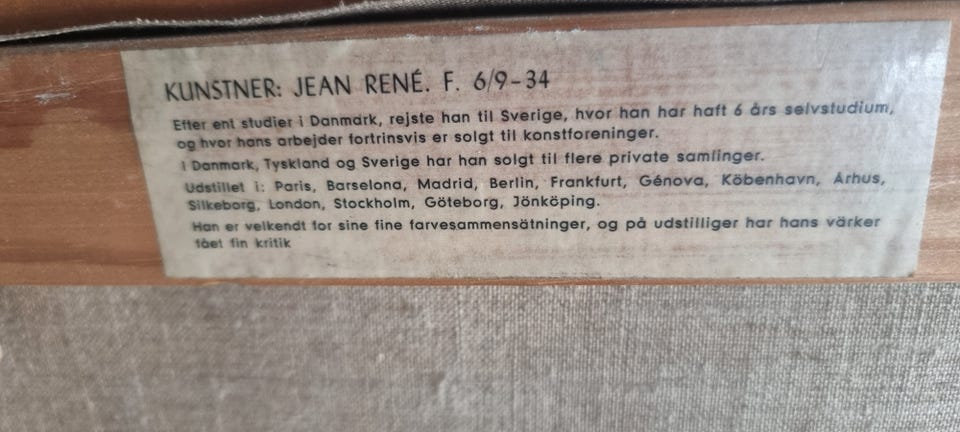 KUNSTNER: JEAN RENÉ. F. 6/9-34
Efter ent studier i Danmark, rejste han til Sverige, hvor han har haft 6 års selvstudium,
og hvor hans arbejder fortrinsvis er solgt til konstforeninger.
I Danmark, Tyskland og Sverige har han solgt til flere private samlinger.
Udstillet i: Paris, Barselona, Madrid, Berlin, Frankfurt, Génova, Köbenhavn, Århus,
Silkeborg, London, Stockholm, Göteborg, Jönköping.
Han er velkendt for sine fine farvesammensätninger, og på udstilliger har hans värker
fået fin kritik